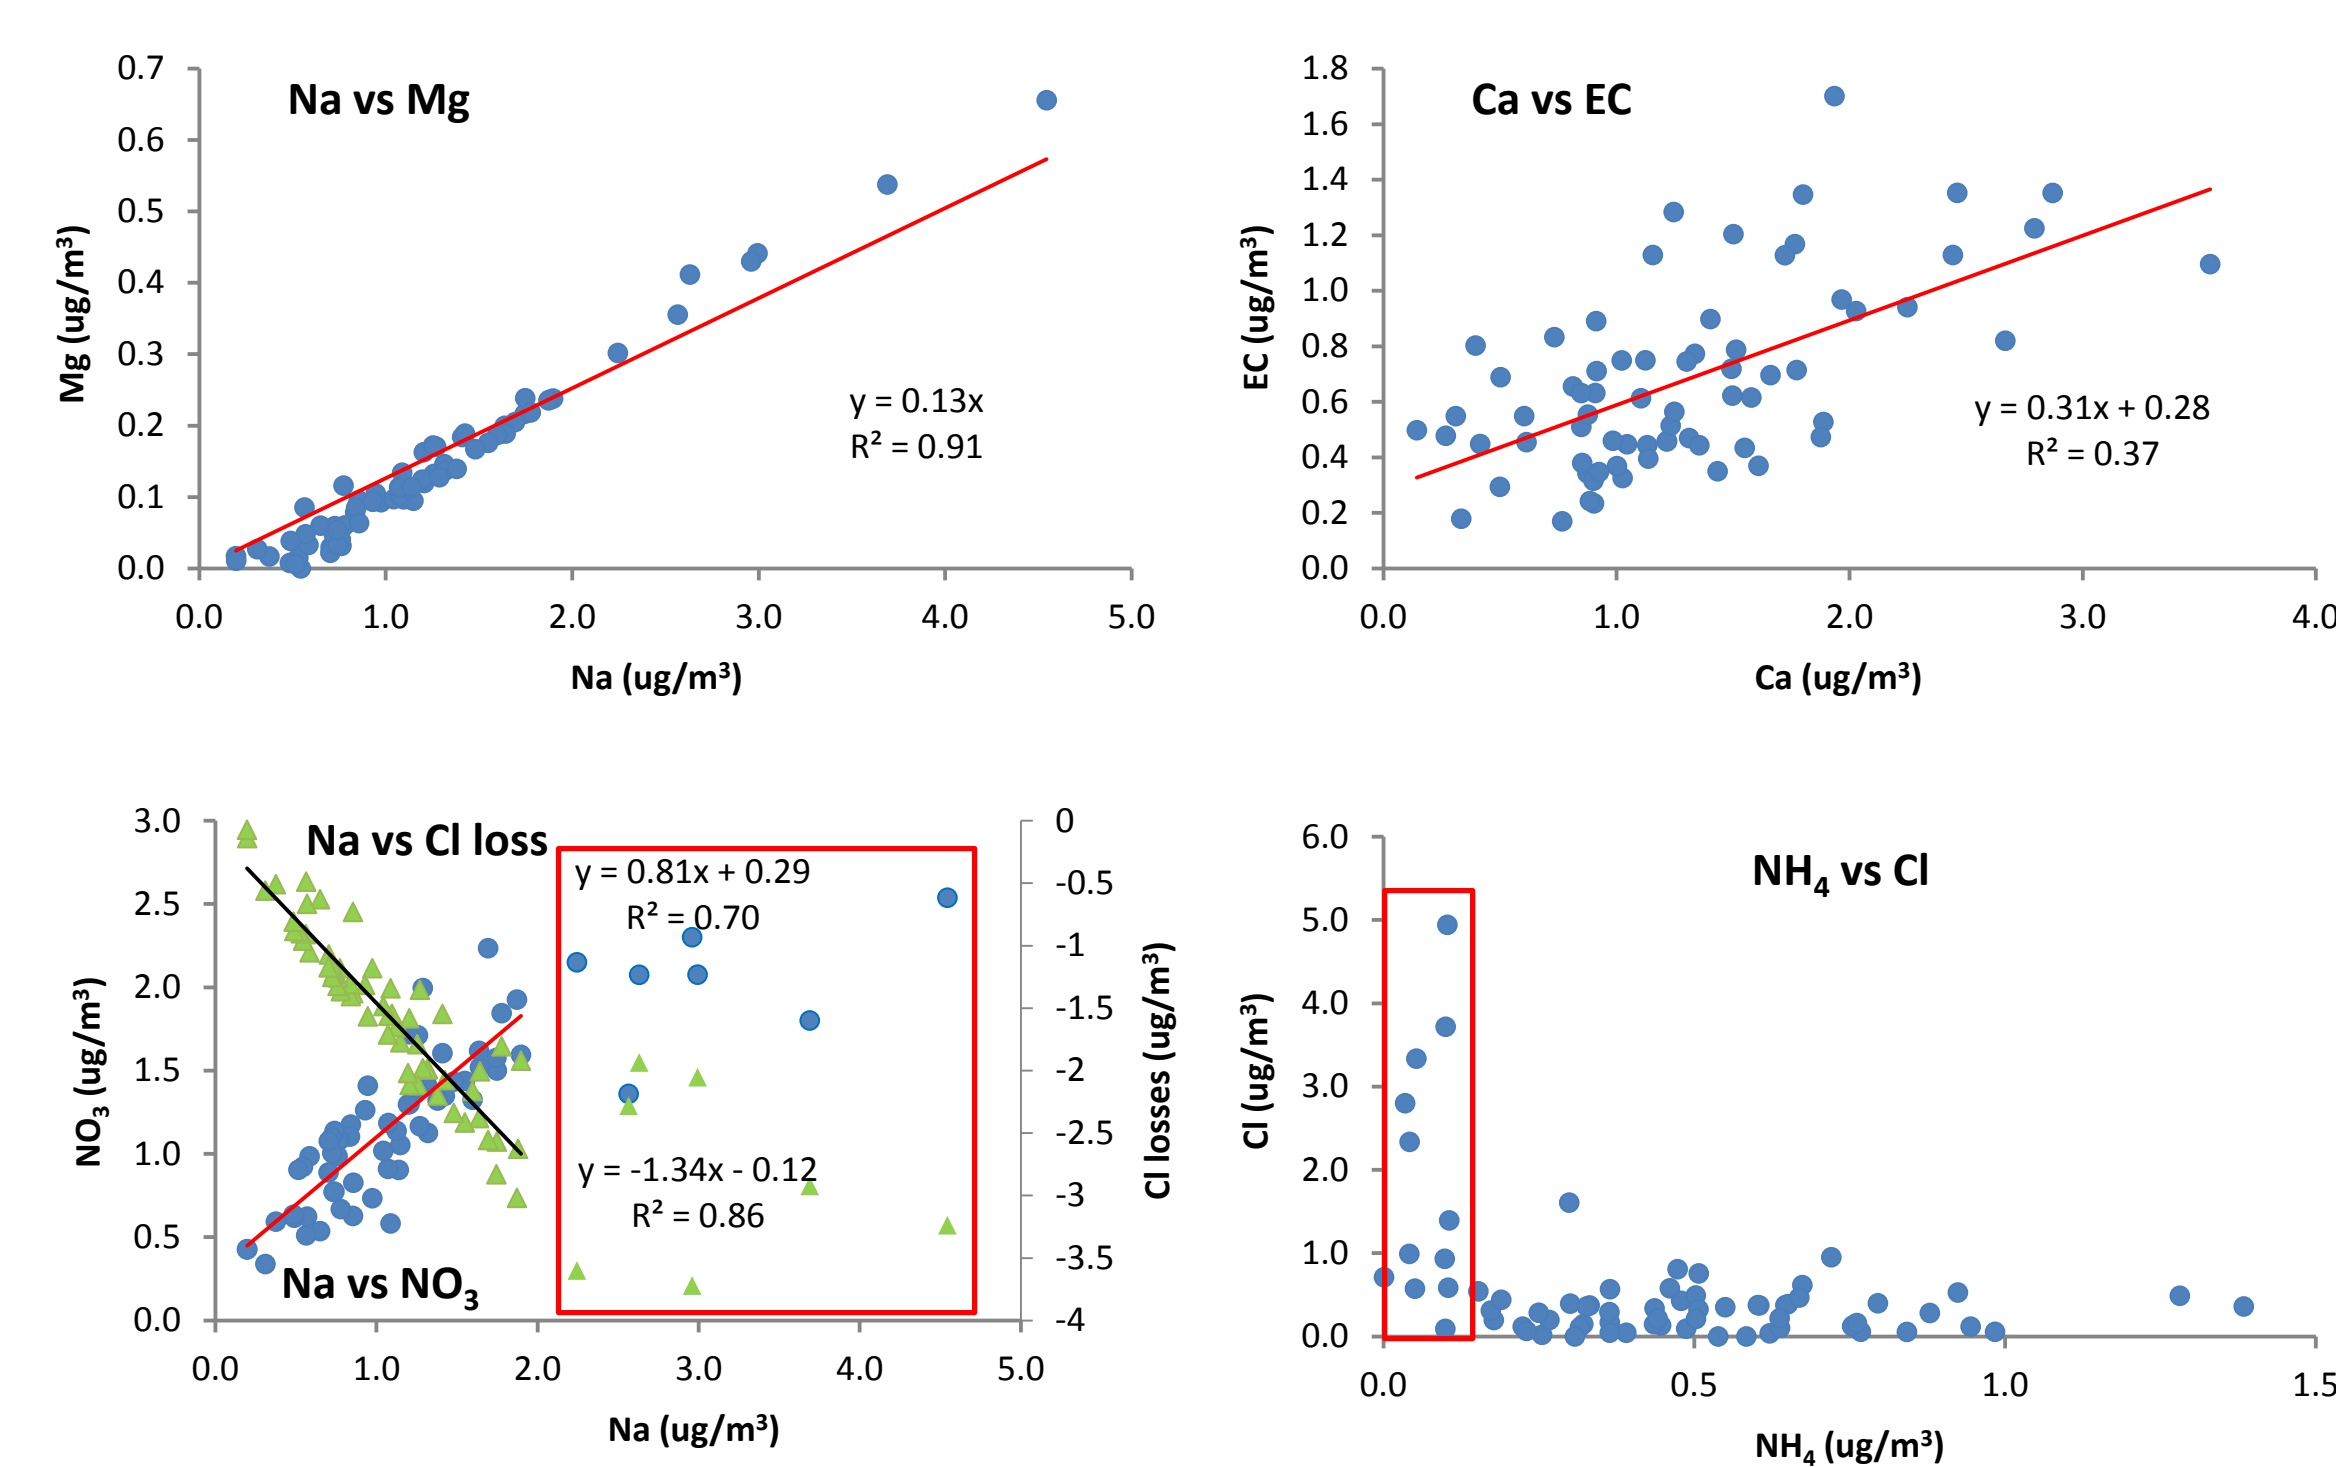 Na vs Mg
0.7
0.6
0.5
0.4
0.3
0.2
0.1
0.0
Mg (ug/m³)
y = 0.13x
R² = 0.91
0.0 1.0 2.0 3.0 4.0 5.0
Na (ug/m³)
Ca vs EC
1.8
1.6
1.4
1.2
1.0
0.8
0.6
0.4
0.2
0.0
EC (ug/m³)
y = 0.31x + 0.28
R² = 0.37
0.0 1.0 2.0 3.0 4.0
Ca (ug/m³)
Na vs Cl loss
3.0
2.5
2.0
1.5
1.0
0.5
0.0
NO₃ (ug/m³)
y = 0.81x + 0.29
R² = 0.70
y = -1.34x - 0.12
R² = 0.86
Na vs NO₃
0
-0.5
-1
-1.5
-2
-2.5
-3
-3.5
-4
Cl losses (ug/m³)
0.0 1.0 2.0 3.0 4.0 5.0
Na (ug/m³)
NH₄ vs Cl
6.0
5.0
4.0
3.0
2.0
1.0
0.0
Cl (ug/m³)
0.0 0.5 1.0 1.5
NH₄ (ug/m³)